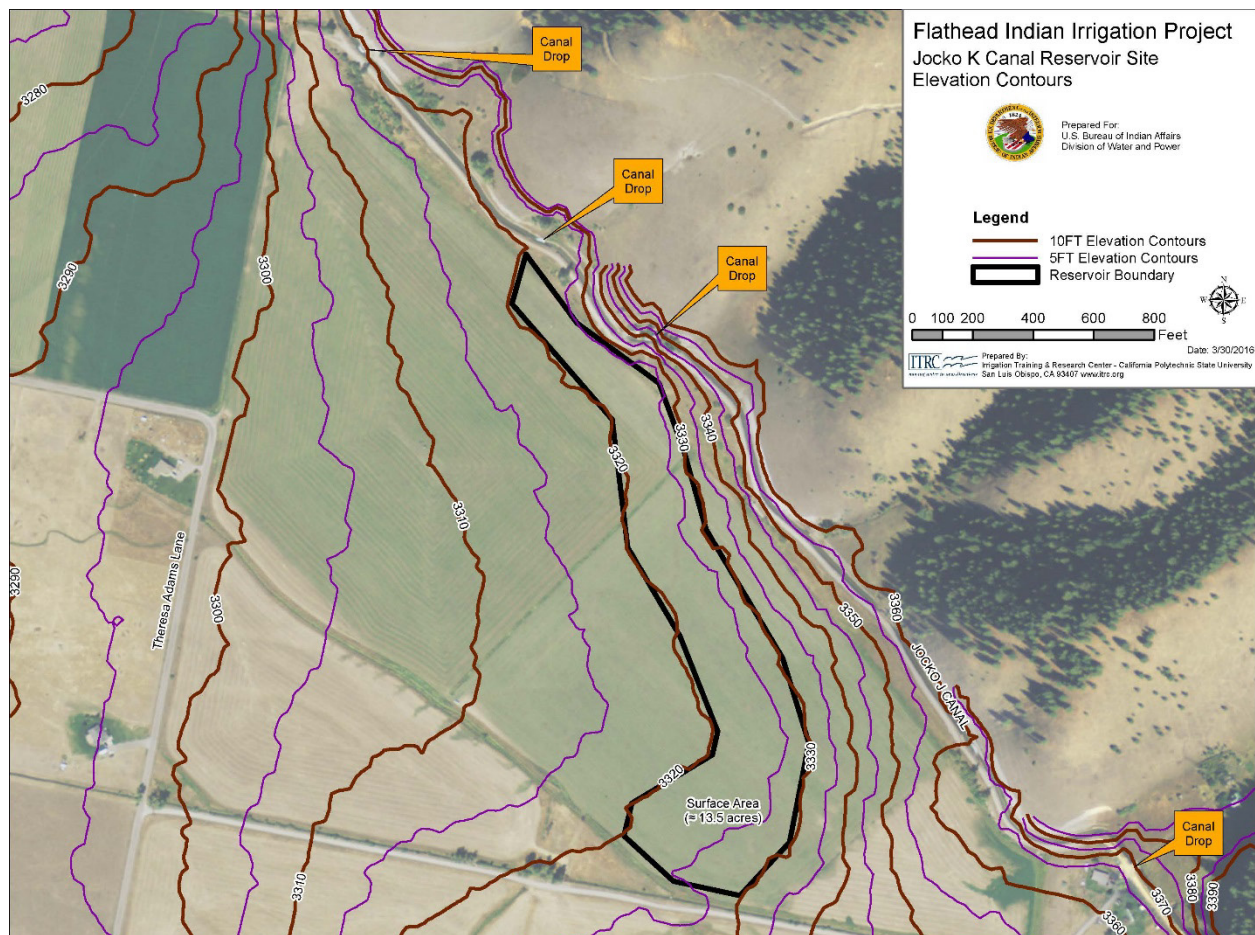 Flathead Indian Irrigation Project
Jocko K Canal Reservoir Site
Elevation Contours
Prepared For:
U.S. Bureau of Indian Affairs
Division of Water and Power
Legend
10FT Elevation Contours
5FT Elevation Contours
Reservoir Boundary
N
W E
S
0 100 200 400 600 800
Feet
Date: 3/30/2016
ITRC
Prepared By:
Irrigation Training & Research Center - California Polytechnic State University
San Luis Obispo, CA 93407 www.itrc.org
Canal
Drop
Canal
Drop
Canal
Drop
Canal
Drop
3280
3290
3300
3310
3320
3330
3340
3350
3360
3290
3300
3310
3320
3330
3360
3370
3380
3390
Theresa Adams Lane
JOCKO J CANAL
Surface Area
(≈ 13.5 acres)